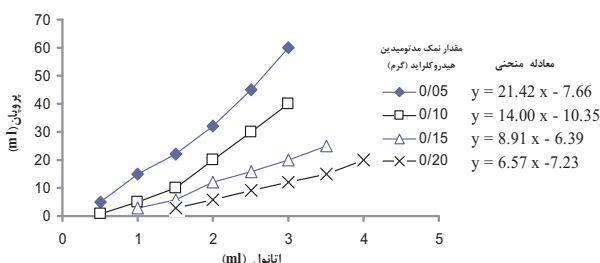 70
60
50
40
30
20
10
0
پروپان (ml)
0 1 2 3 4 5
اتانول (ml)
مقدار نمک مدتومیدین
هیدروکلراید (گرم)
معادله منحنی
0/05 y = 21.42 x - 7.66
0/10 y = 14.00 x - 10.35
0/15 y = 8.91 x - 6.39
0/20 y = 6.57 x -7.23